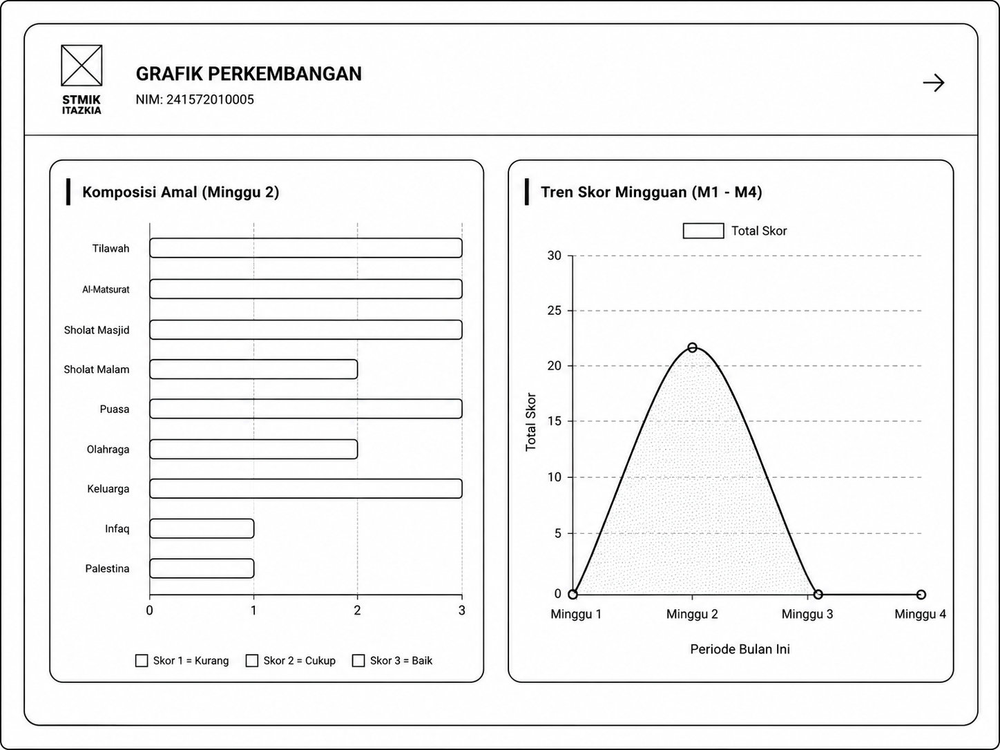 STMIK
ITAZKIA
GRAFIK PERKEMBANGAN
NIM: 241572010005
Komposisi Amal (Minggu 2)
Tilawah
Al-Matsurat
Sholat Masjid
Sholat Malam
Puasa
Olahraga
Keluarga
Infaq
Palestina
0 1 2 3
Skor 1 = Kurang Skor 2 = Cukup Skor 3 = Baik
Tren Skor Mingguan (M1 - M4)
Total Skor
30
25
20
15
10
5
0
Total Skor
Minggu 1 Minggu 2 Minggu 3 Minggu 4
Periode Bulan Ini